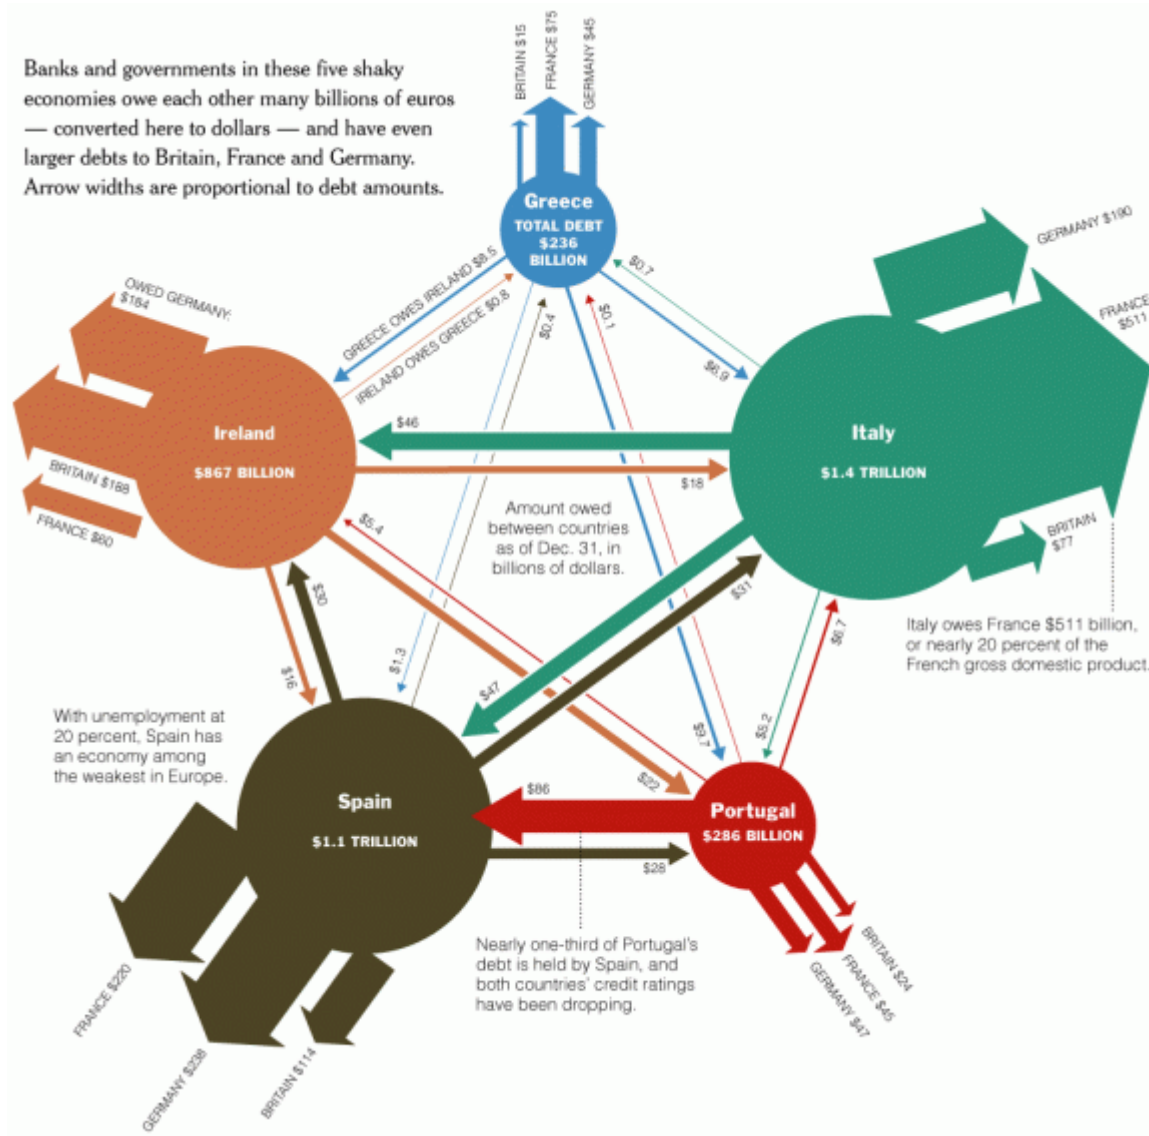 Banks and governments in these five shaky
economies owe each other many billions of euros
— converted here to dollars — and have even
larger debts to Britain, France and Germany.
Arrow widths are proportional to debt amounts.
BRITAIN $15
FRANCE $75
GERMANY $45
Greece
TOTAL DEBT
$236
BILLION
GREECE OWES IRELAND $8.5
IRELAND OWES GREECE $0.8
$0.4
$0.1
$0.7
$6.9
GERMANY $190
FRANCE
$511
OWED GERMANY:
$184
Ireland
$867 BILLION
BRITAIN $188
FRANCE $60
$46
$18
Italy
$1.4 TRILLION
BRITAIN
$77
Amount owed
between countries
as of Dec. 31, in
billions of dollars.
$5.4
$30
$16
$1.3
$47
$31
$6.7
$5.2
$9.7
$22
Italy owes France $511 billion,
or nearly 20 percent of the
French gross domestic product.
With unemployment at
20 percent, Spain has
an economy among
the weakest in Europe.
Spain
$1.1 TRILLION
$86
$28
Portugal
$286 BILLION
Nearly one-third of Portugal's
debt is held by Spain, and
both countries' credit ratings
have been dropping.
FRANCE $220
GERMANY $238
BRITAIN $114
BRITAIN $24
FRANCE $45
GERMANY $47